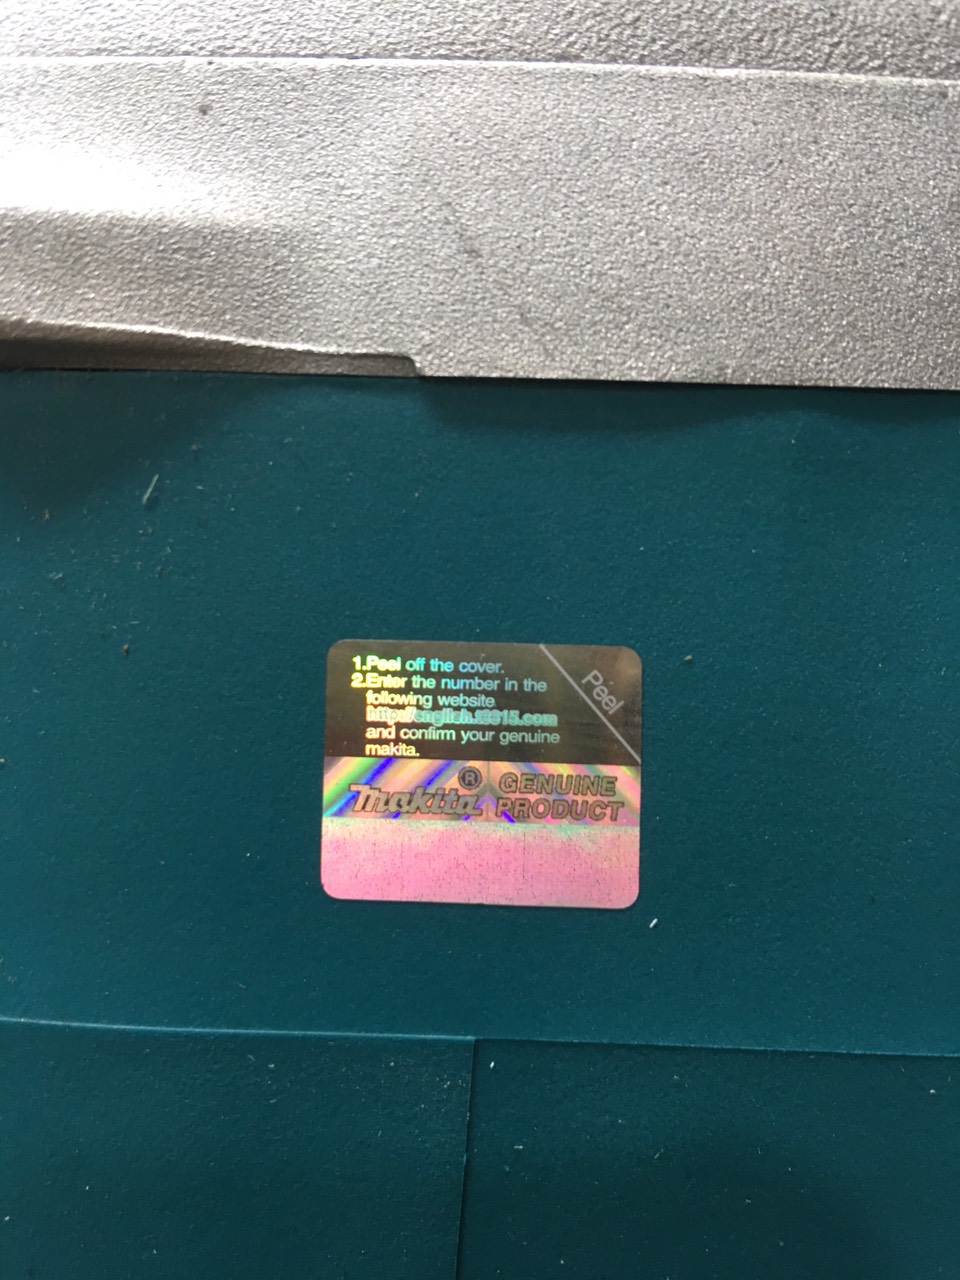 1.Peel off the cover.
2.Enter the number in the
following website
and confirm your genuine
makita.
Peel
makita ® GENUINE
PRODUCT